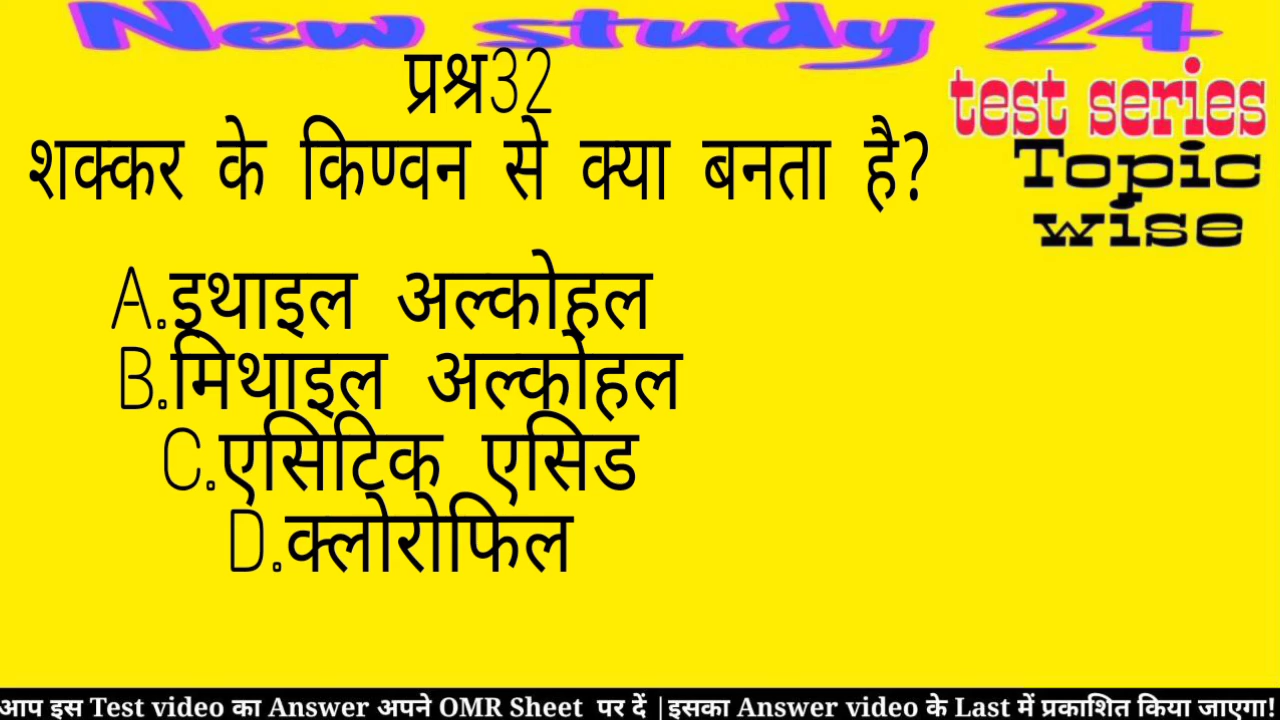 New study 24
test series
Topic
wise
प्रश्न32
शक्कर के किण्वन से क्या बनता है?
A.इथाइल अल्कोहल
B.मिथाइल अल्कोहल
C.एसिटिक एसिड
D.क्लोरोफिल
आप इस Test video का Answer अपने OMR Sheet पर दें |इसका Answer video के Last में प्रकाशित किया जाएगा!